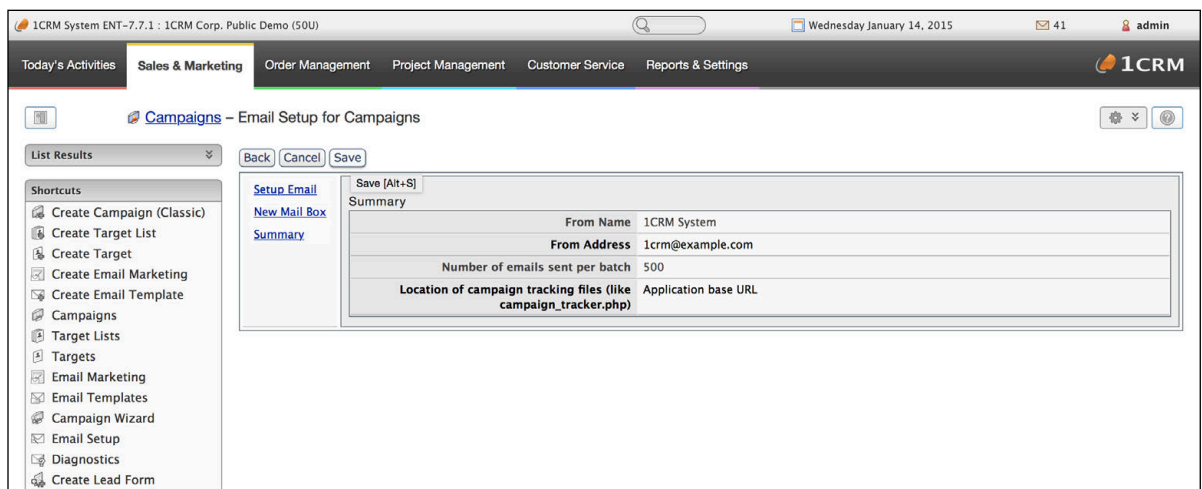 1CRM System ENT-7.7.1 : 1CRM Corp. Public Demo (50U)
Wednesday January 14, 2015
41
admin
Today's Activities
Sales & Marketing
Order Management
Project Management
Customer Service
Reports & Settings
1CRM
Campaigns – Email Setup for Campaigns
List Results
Back
Cancel
Save
Save [Alt+S]
Shortcuts
Create Campaign (Classic)
Create Target List
Create Target
Create Email Marketing
Create Email Template
Campaigns
Target Lists
Targets
Email Marketing
Email Templates
Campaign Wizard
Email Setup
Diagnostics
Create Lead Form
Setup Email
New Mail Box
Summary
Summary
From Name 1CRM System
From Address 1crm@example.com
Number of emails sent per batch 500
Location of campaign tracking files (like Application base URL
campaign_tracker.php)